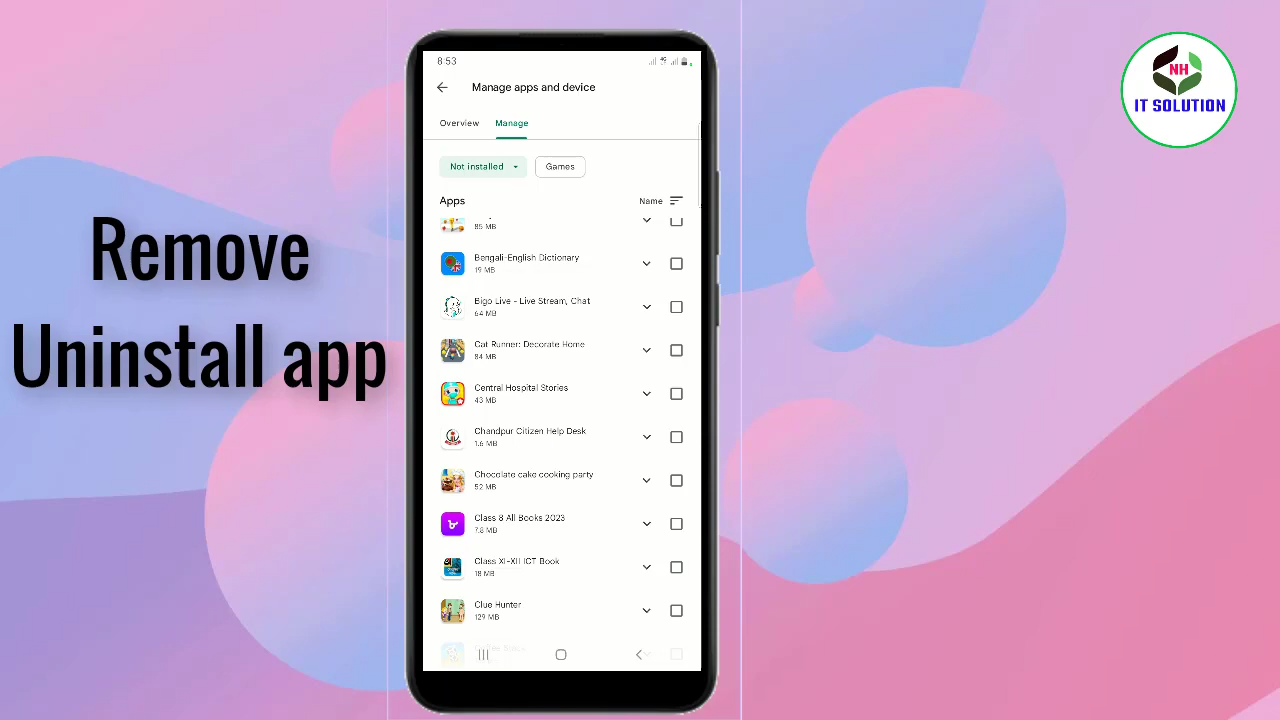 Remove
Uninstall app
8:53
Manage apps and device
Overview
Manage
Not installed
Games
Apps
Name
85 MB
Bengali-English Dictionary
19 MB
Bigo Live - Live Stream, Chat
64 MB
Cat Runner: Decorate Home
84 MB
Central Hospital Stories
43 MB
Chandpur Citizen Help Desk
1.6 MB
Chocolate cake cooking party
52 MB
Class 8 All Books 2023
7.8 MB
Class XI-XII ICT Book
18 MB
Clue Hunter
129 MB
NH
IT SOLUTION